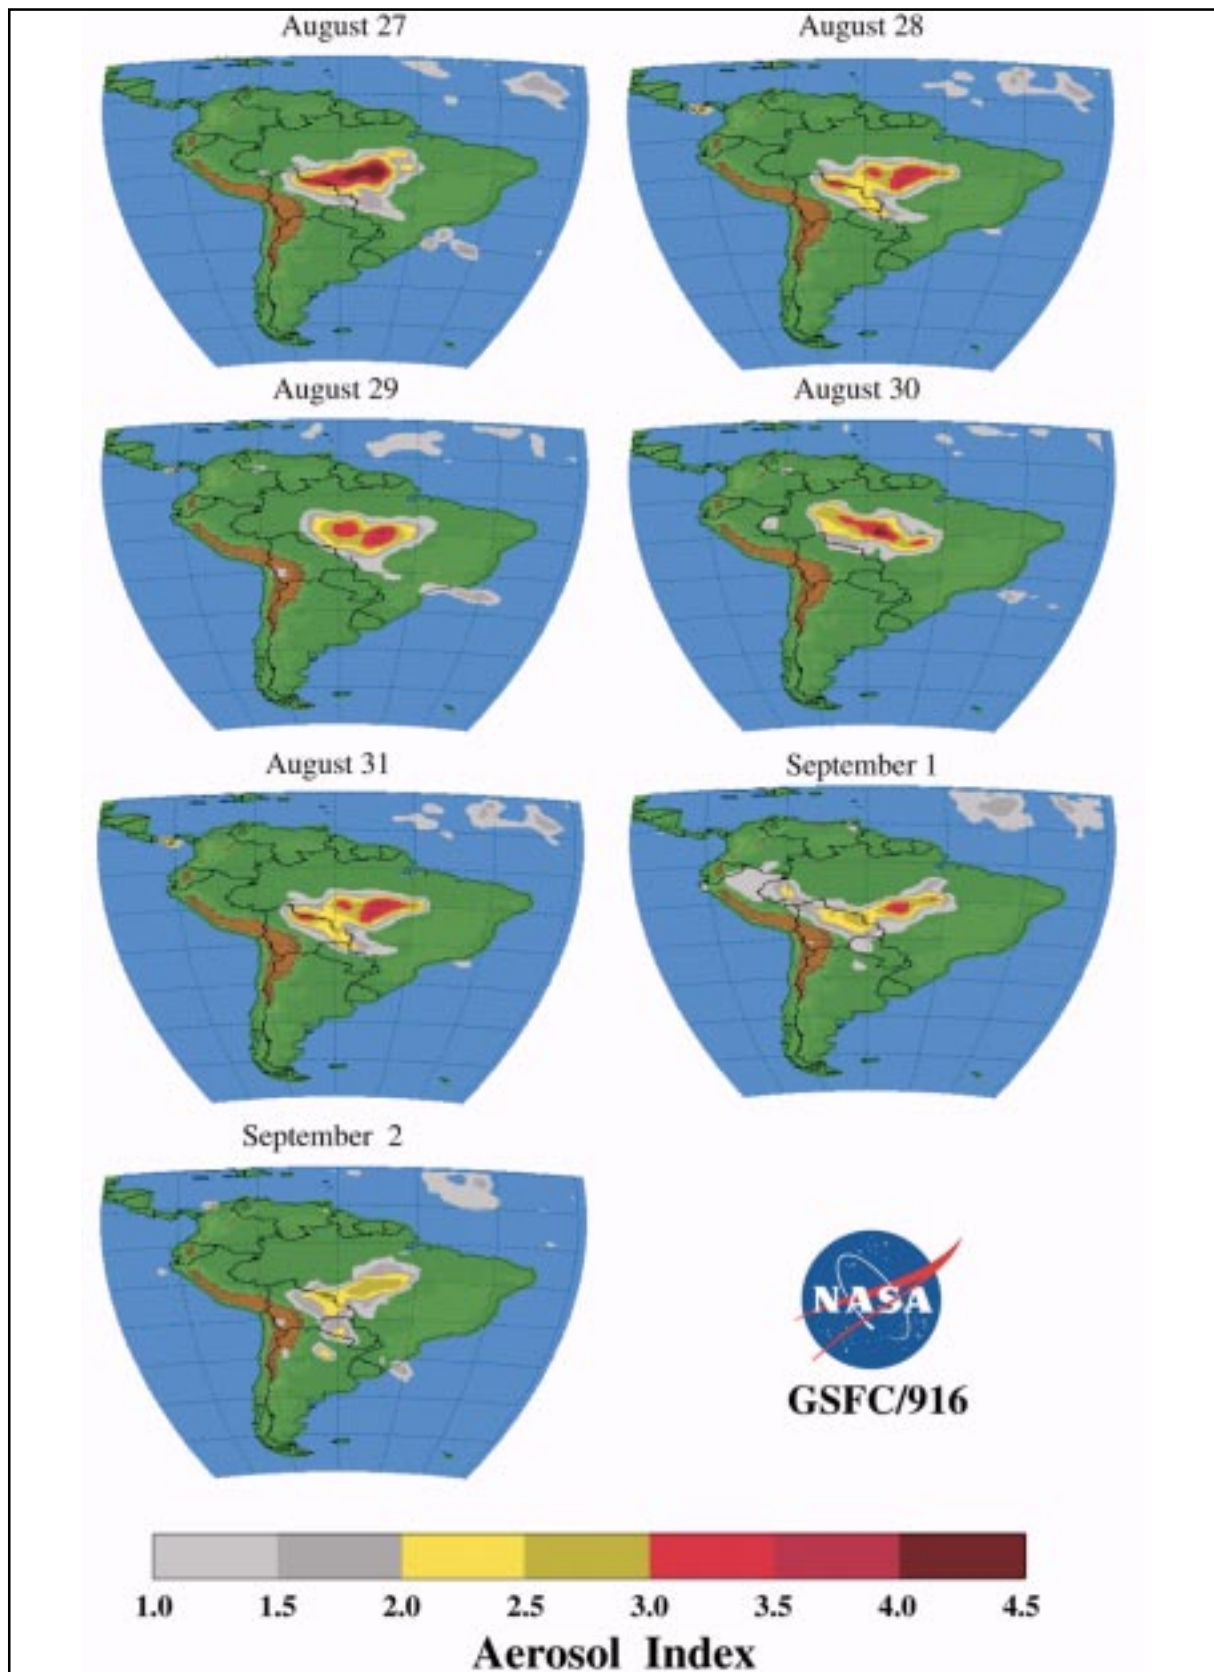 August 27
August 28
August 29
August 30
August 31
September 1
September 2
NASA
GSFC/916
1.0 1.5 2.0 2.5 3.0 3.5 4.0 4.5
Aerosol Index